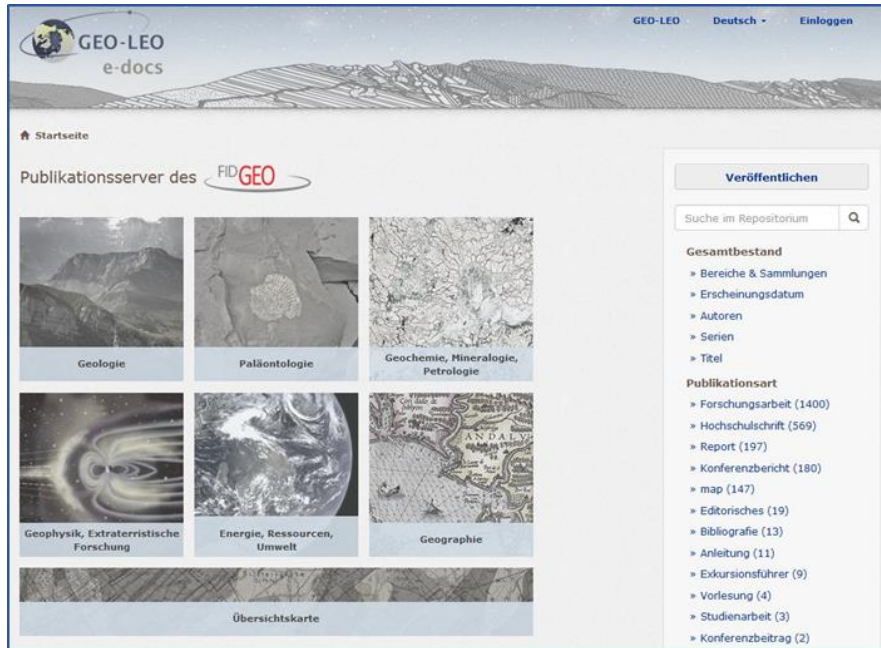 GEO-LEO
e-docs
GEO-LEO
Deutsch
Einloggen
Startseite
Publikationsserver des FID GEO
Geologie
Paläontologie
Geochemie, Mineralogie,
Petrologie
ANDALV
Geophysik, Extraterristische
Forschung
Energie, Ressourcen,
Umwelt
Geographie
Übersichtskarte
Veröffentlichen
Suche im Repositorium
Gesamtbestand
» Bereiche & Sammlungen
» Erscheinungsdatum
» Autoren
» Serien
» Titel
Publikationsart
» Forschungsarbeit (1400)
» Hochschulschrift (569)
» Report (197)
» Konferenzbericht (180)
» map (147)
» Editorisches (19)
» Bibliografie (13)
» Anleitung (11)
» Exkursionsführer (9)
» Vorlesung (4)
» Studienarbeit (3)
» Konferenzbeitrag (2)